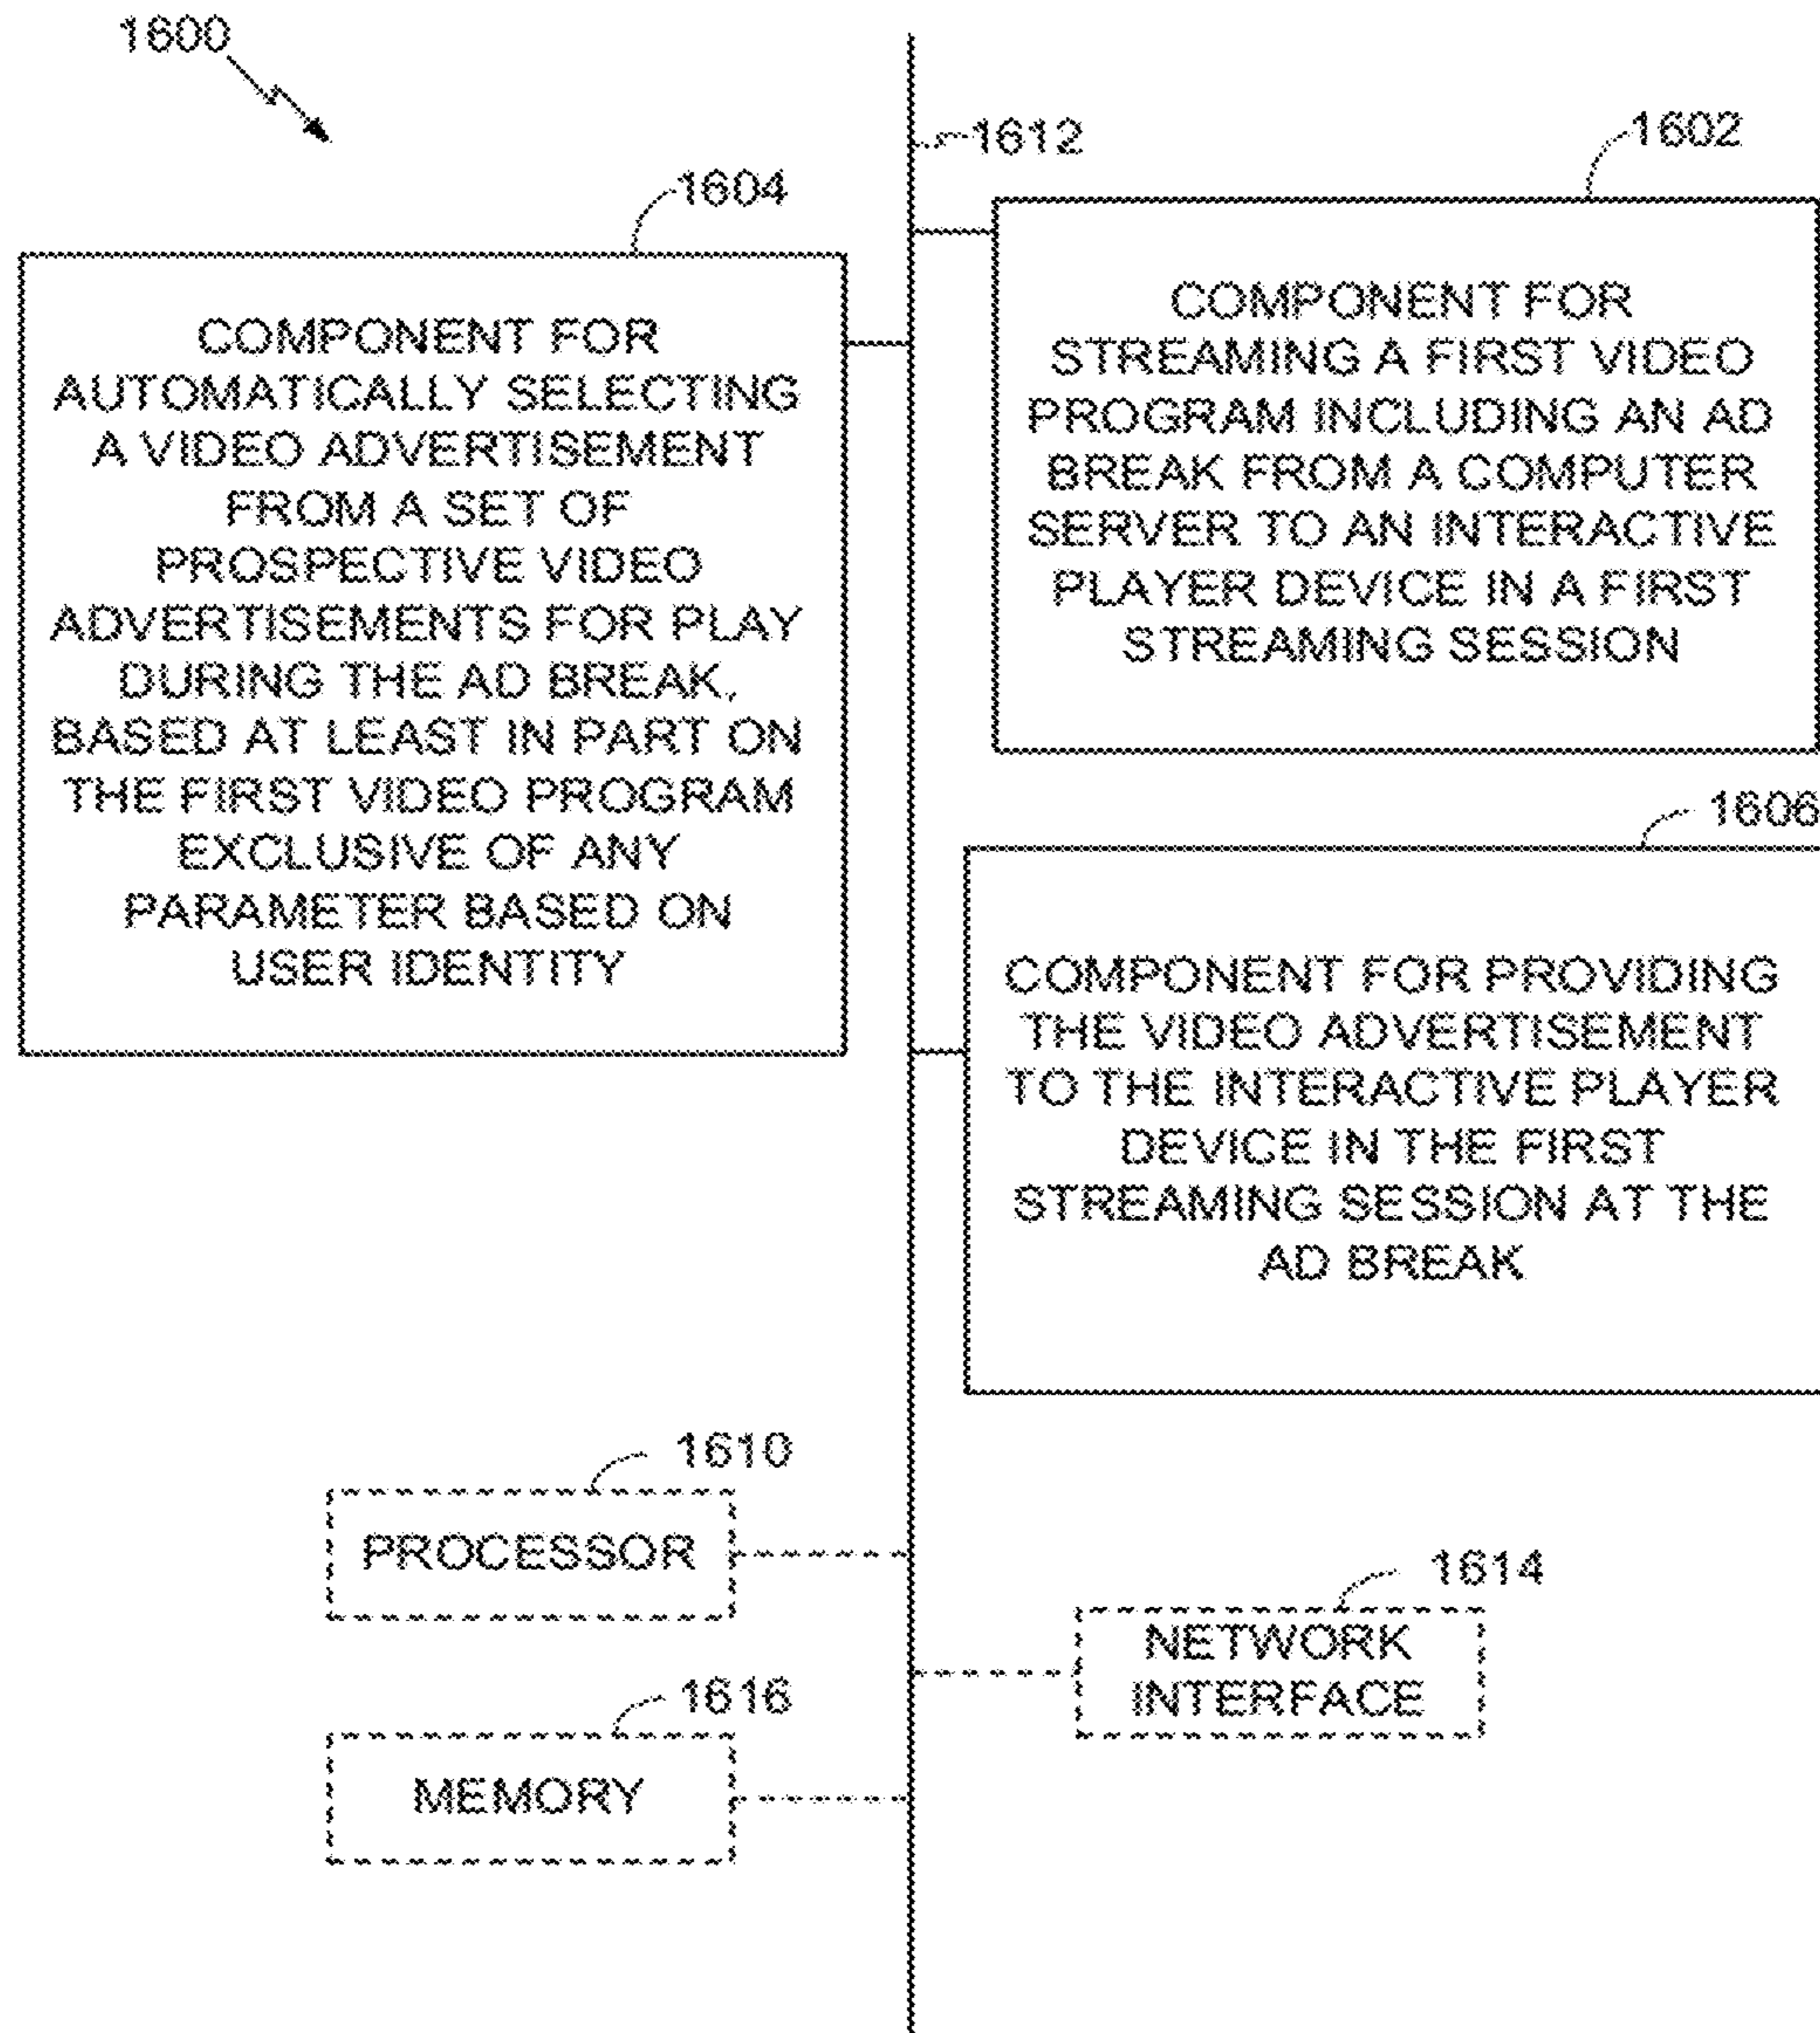 1600
1612
1602
1604
COMPONENT FOR
STREAMING A FIRST VIDEO
PROGRAM INCLUDING AN AD
BREAK FROM A COMPUTER
SERVER TO AN INTERACTIVE
PLAYER DEVICE IN A FIRST
STREAMING SESSION
COMPONENT FOR
AUTOMATICALLY SELECTING
A VIDEO ADVERTISEMENT
FROM A SET OF
PROSPECTIVE VIDEO
ADVERTISEMENTS FOR PLAY
DURING THE AD BREAK,
BASED AT LEAST IN PART ON
THE FIRST VIDEO PROGRAM
EXCLUSIVE OF ANY
PARAMETER BASED ON
USER IDENTITY
1606
COMPONENT FOR PROVIDING
THE VIDEO ADVERTISEMENT
TO THE INTERACTIVE PLAYER
DEVICE IN THE FIRST
STREAMING SESSION AT THE
AD BREAK
1610
PROCESSOR
1614
NETWORK
INTERFACE
1616
MEMORY